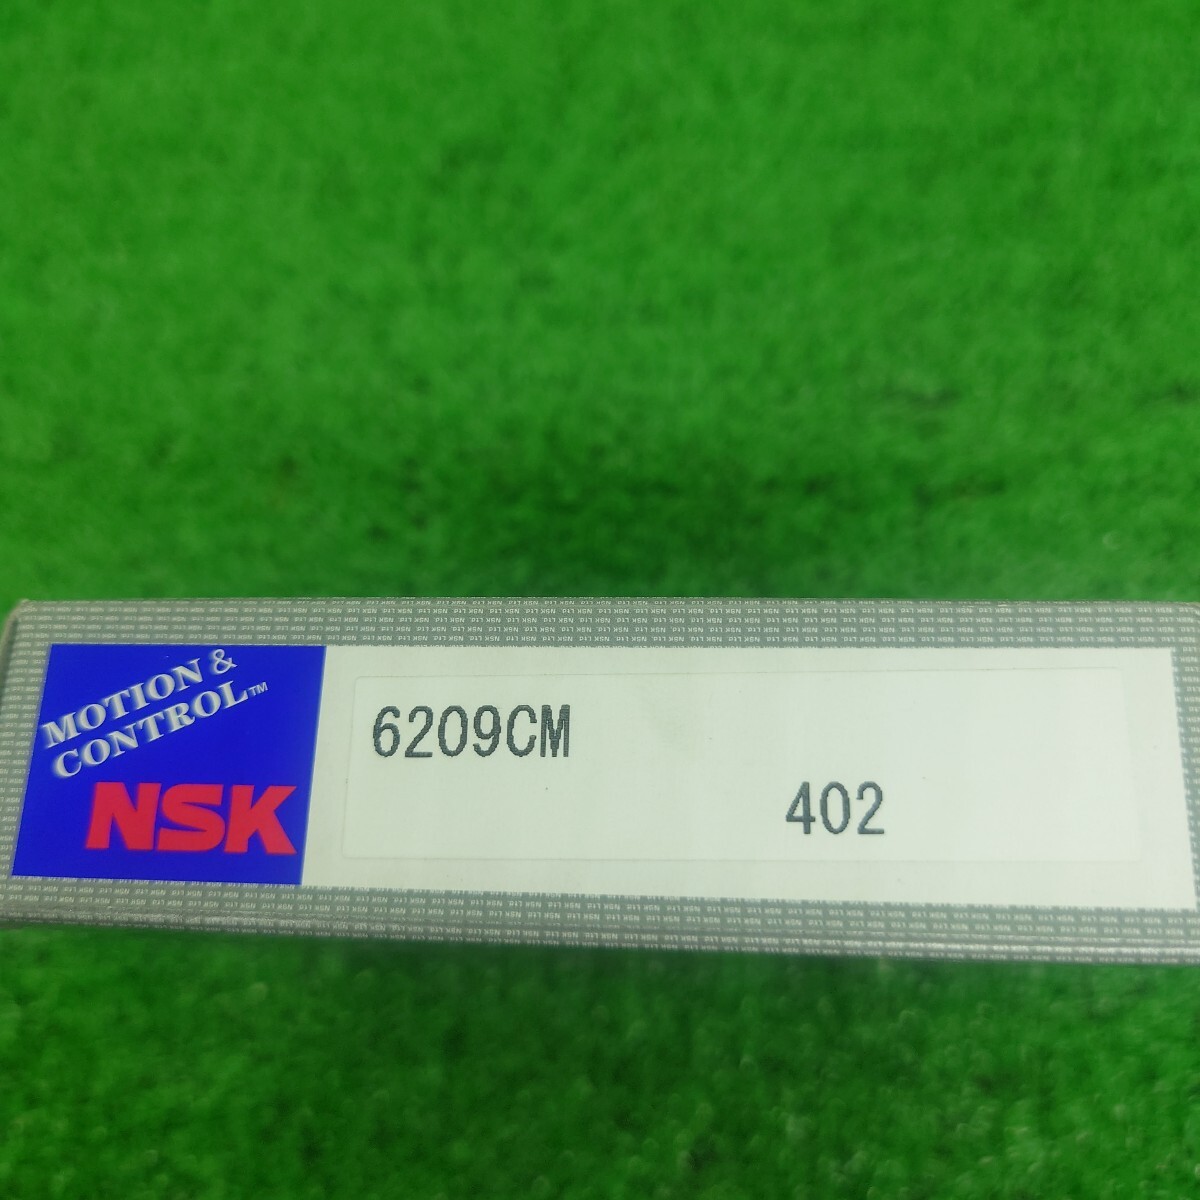 MOTION &
CONTROL™
NSK
6209CM
402